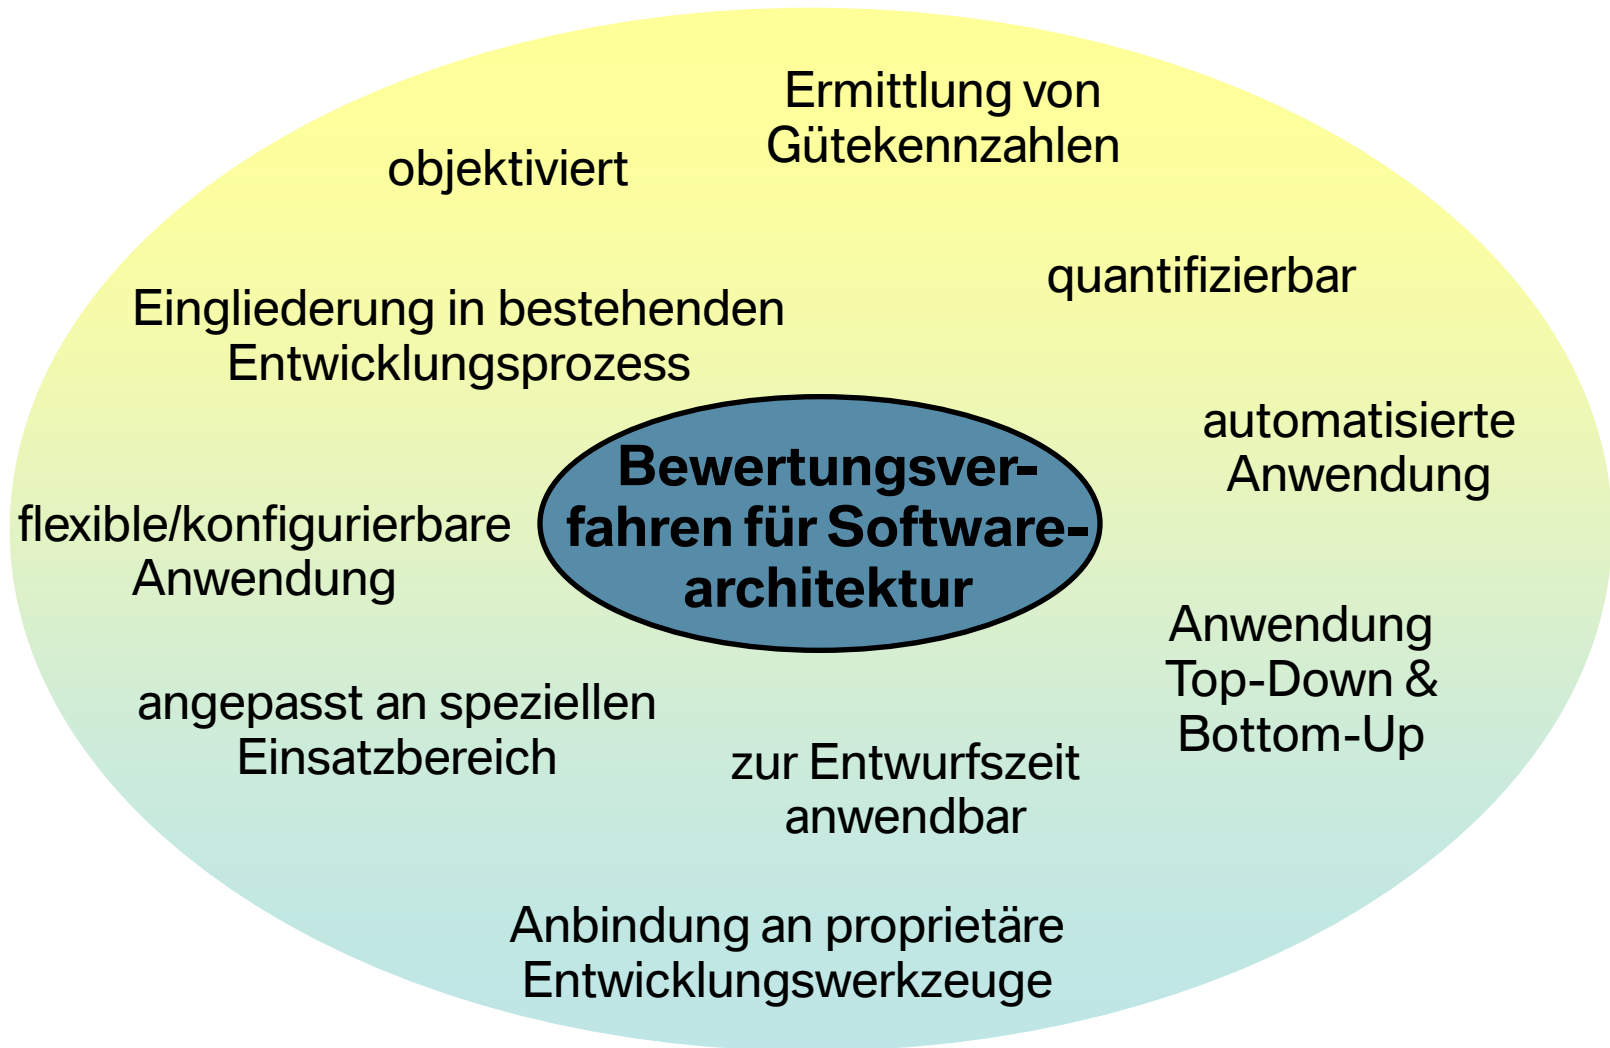 Ermittlung von
Gütekennzahlen
objektiviert
quantifizierbar
Eingliederung in bestehenden
Entwicklungsprozess
automatisierte
Anwendung
Bewertungsver-
fahren für Software-
architektur
flexible/konfigurierbare
Anwendung
Anwendung
Top-Down &
Bottom-Up
angepasst an speziellen
Einsatzbereich
zur Entwurfszeit
anwendbar
Anbindung an proprietäre
Entwicklungswerkzeuge